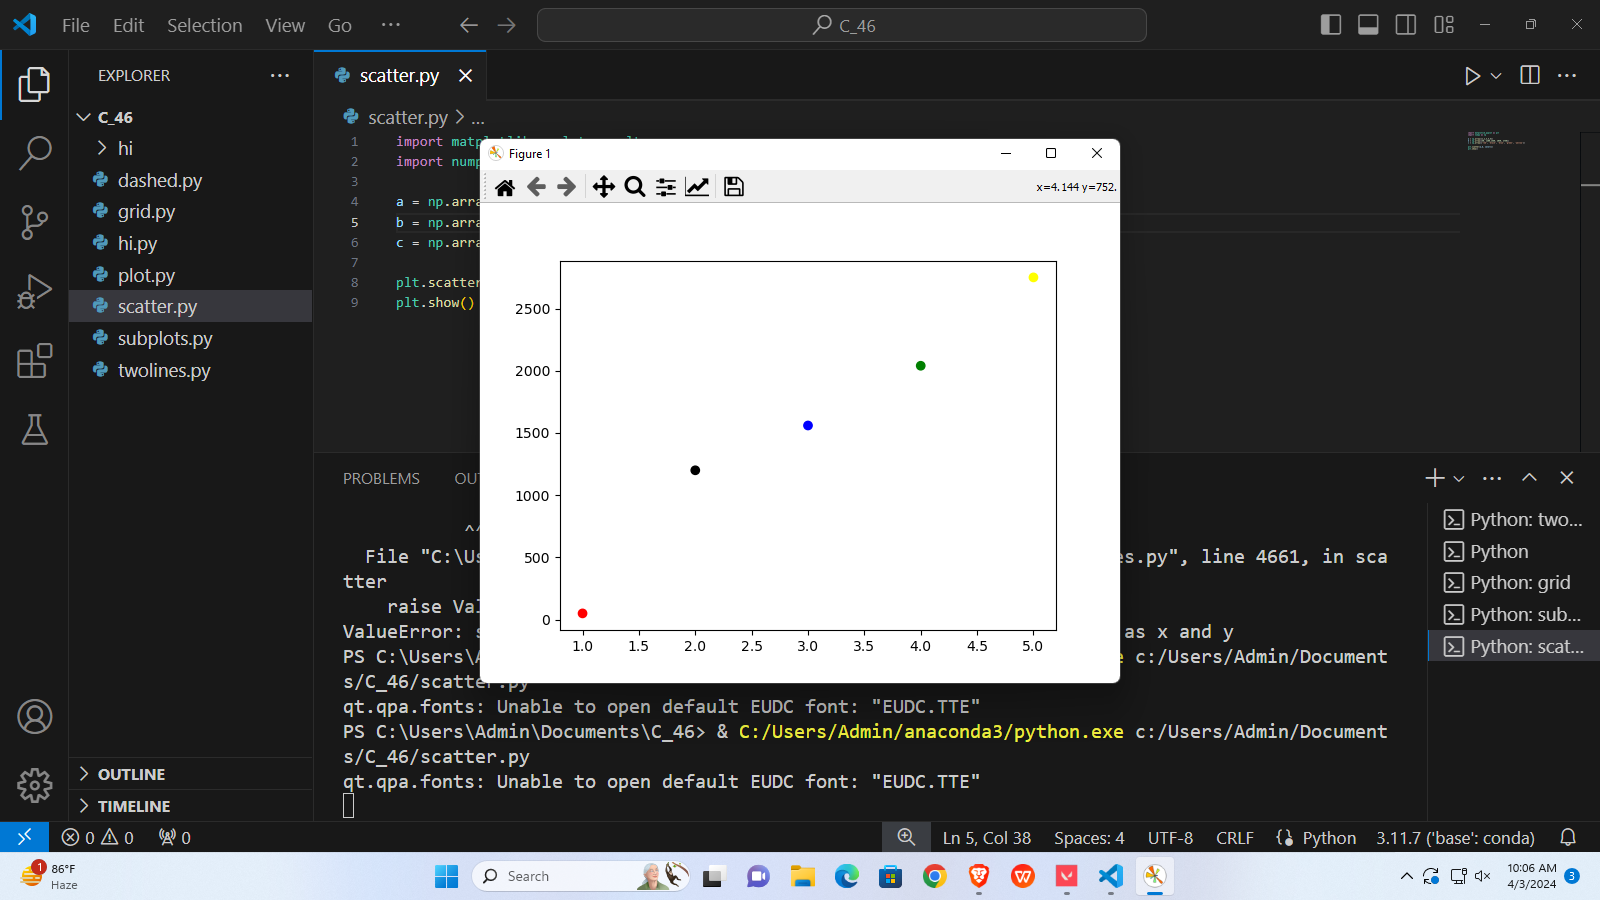 File Edit Selection View Go ··· C_46
EXPLORER
C_46
hi
dashed.py
grid.py
hi.py
plot.py
scatter.py
subplots.py
twolines.py
OUTLINE
TIMELINE
scatter.py
scatter.py > ...
1 import
2 import
3
4 a = np.
5 b = np.
6 c = np.
7
8 plt.scatter
9 plt.show()
Figure 1
x=4.144 y=752.
2500
2000
1500
1000
500
0
1.0 1.5 2.0 2.5 3.0 3.5 4.0 4.5 5.0
PROBLEMS
^^
File "C:\ .py", line 4661, in sca
tter
raise
ValueError: as x and y
PS C:\Users\ c:/Users/Admin/Document
s/C_46/scatter.py
qt.qpa.fonts: Unable to open default EUDC font: "EUDC.TTE"
PS C:\Users\Admin\Documents\C_46> & C:/Users/Admin/anaconda3/python.exe c:/Users/Admin/Document
s/C_46/scatter.py
qt.qpa.fonts: Unable to open default EUDC font: "EUDC.TTE"
Python: two...
Python
Python: grid
Python: sub...
Python: scat...
0 0 0 Ln 5, Col 38 Spaces: 4 UTF-8 CRLF Python 3.11.7 ('base': conda)
1 86°F
Haze
Search
10:06 AM
4/3/2024
3